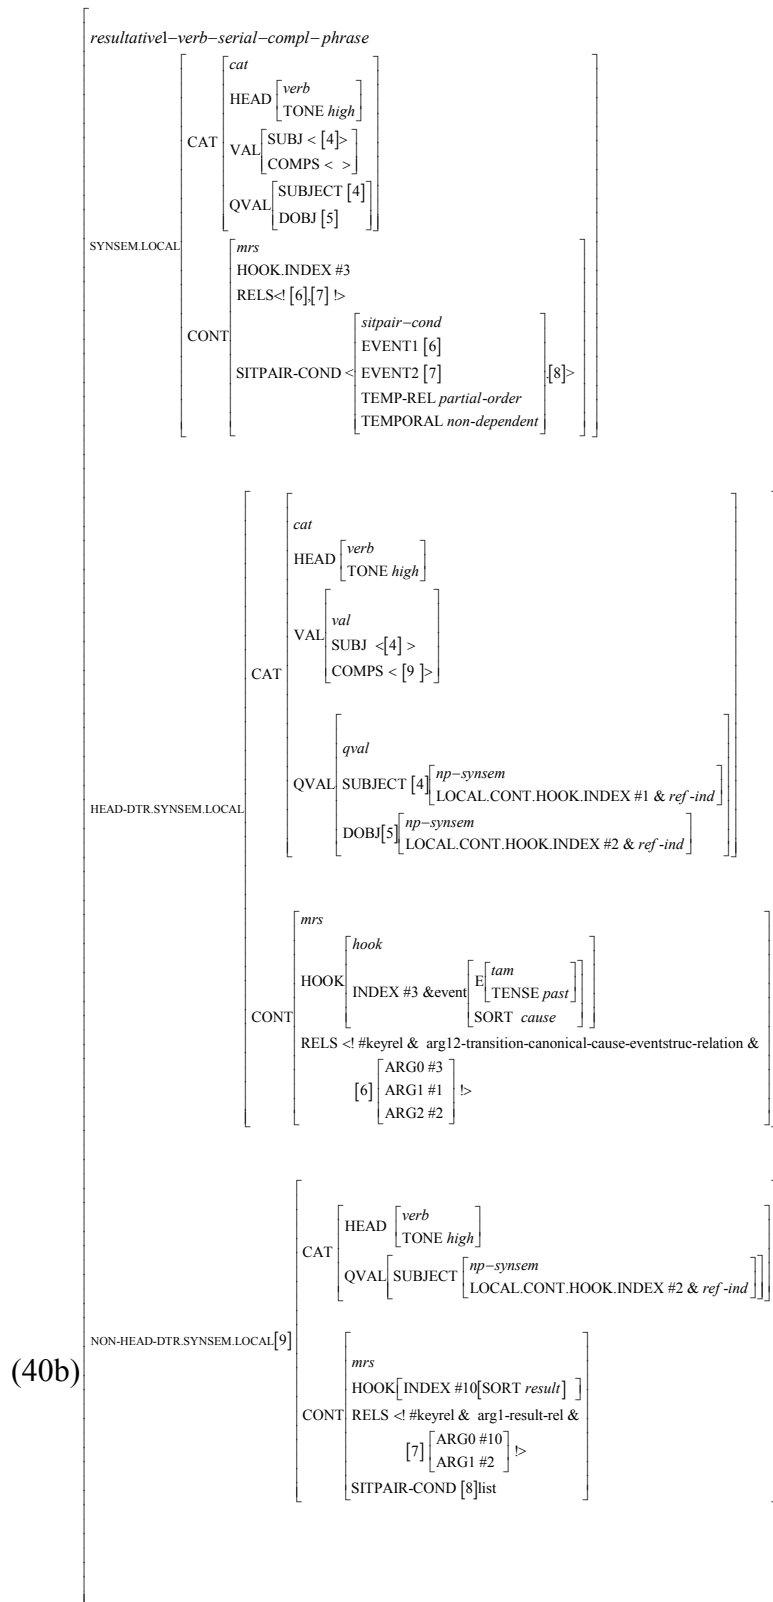 resultative1-verb-serial-compl-phrase
cat
HEAD verb
TONE high
CAT
VAL SUBJ < [4]>
COMPS < >
QVAL SUBJECT [4]
DOBJ [5]
SYNSEM.LOCAL
mrs
HOOK.INDEX #3
RELS<! [6],[7] !>
CONT
sitpair-cond
EVENT1 [6]
SITPAIR-COND < EVENT2 [7] ,[8]>
TEMP-REL partial-order
TEMPORAL non-dependent
cat
HEAD verb
TONE high
val
VAL SUBJ <[4] >
COMPS < [9 ]>
CAT
qval
QVAL SUBJECT [4] np-synsem
LOCAL.CONT.HOOK.INDEX #1 & ref-ind
DOBJ[5] np-synsem
LOCAL.CONT.HOOK.INDEX #2 & ref-ind
HEAD-DTR.SYNSEM.LOCAL
mrs
hook
HOOK
INDEX #3 &event E tam
TENSE past
SORT cause
CONT
RELS <! #keyrel & arg12-transition-canonical-cause-eventstruc-relation &
ARG0 #3
[6] ARG1 #1 !>
ARG2 #2
CAT HEAD verb
TONE high
QVAL SUBJECT np-synsem
LOCAL.CONT.HOOK.INDEX #2 & ref-ind
NON-HEAD-DTR.SYNSEM.LOCAL[9]
(40b)
mrs
HOOK[INDEX #10[SORT result] ]
CONT RELS <! #keyrel & arg1-result-rel &
[7] ARG0 #10 !>
ARG1 #2
SITPAIR-COND [8]list